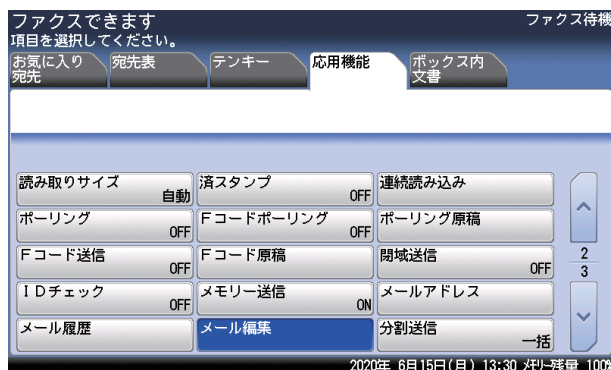 ファクスできます
ファクス待機
項目を選択してください。
お気に入り
宛先
宛先表
テンキー
応用機能
ボックス内
文書
読み取りサイズ
自動
済スタンプ
OFF
連続読み込み
ポーリング
OFF
Fコードポーリング
OFF
ポーリング原稿
Fコード送信
OFF
Fコード原稿
閉域送信
OFF
2
3
IDチェック
OFF
メモリー送信
ON
メールアドレス
メール履歴
メール編集
分割送信
一括
2020年 6月15日(月) 13:30 メモリー残量 100%